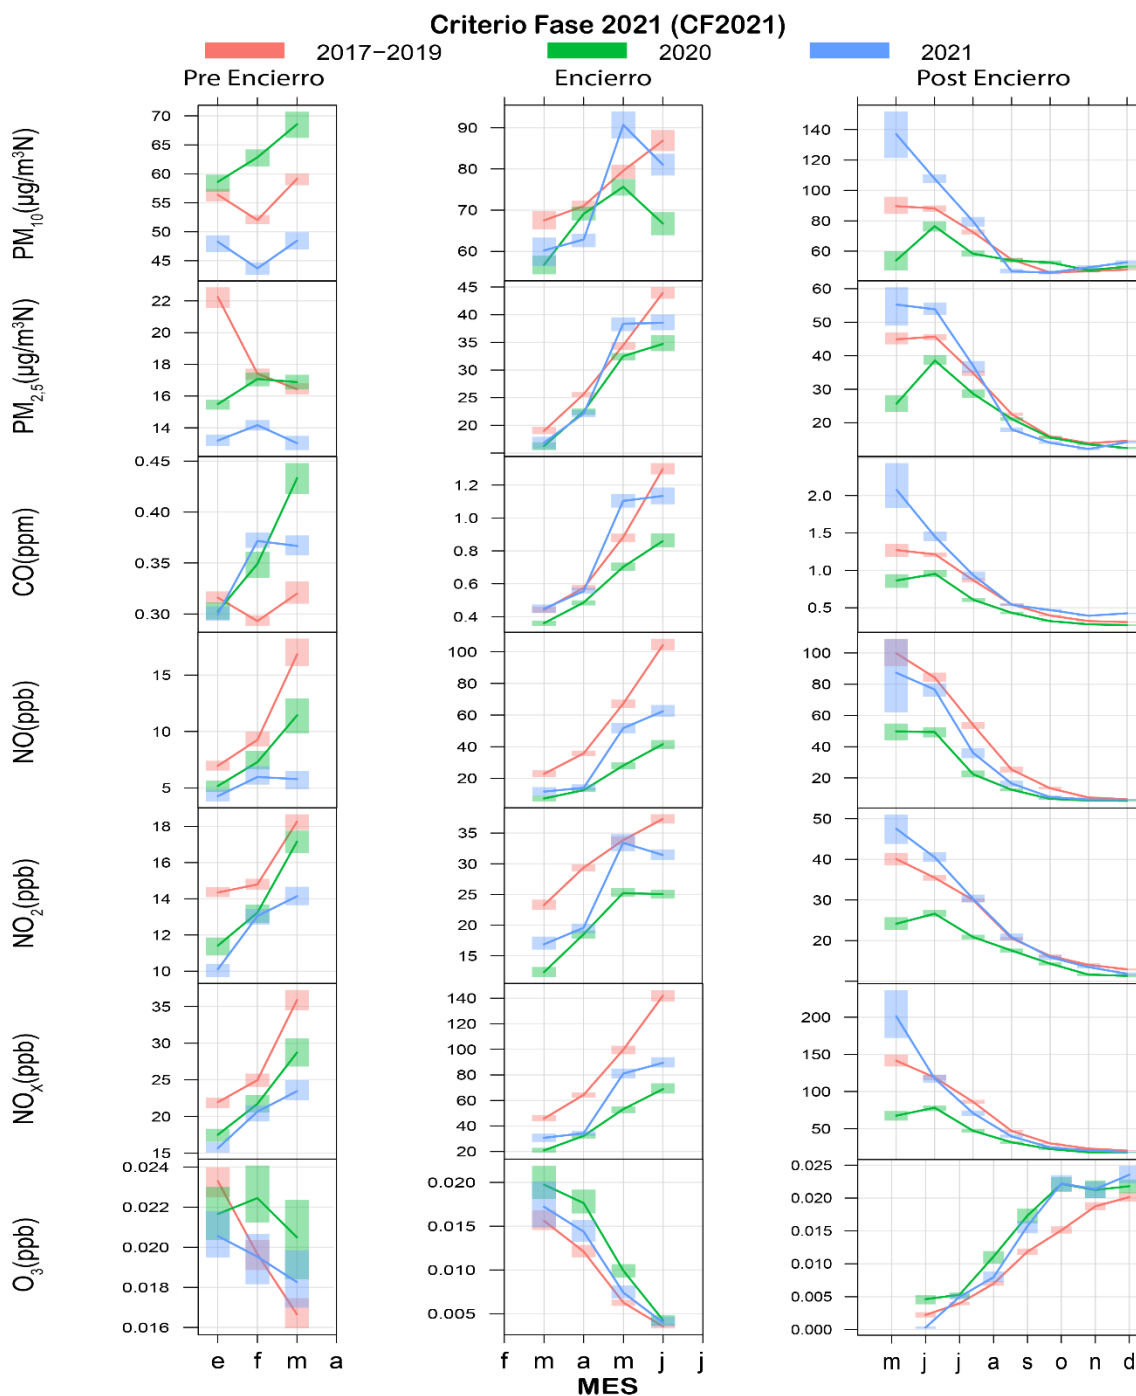 Criterio Fase 2021 (CF2021)
2017−2019 2020 2021
Pre Encierro Encierro Post Encierro
PM10(µg/m³N)
70 65 60 55 50 45
90 80 70 60
140 120 100 80 60
PM2,5(µg/m³N)
22 20 18 16 14
45 40 35 30 25 20
60 50 40 30 20
CO(ppm)
0.45 0.40 0.35 0.30
1.2 1.0 0.8 0.6 0.4
2.0 1.5 1.0 0.5
NO(ppb)
15 10 5
100 80 60 40 20
100 80 60 40 20
NO2(ppb)
18 16 14 12 10
35 30 25 20 15
50 40 30 20
NOX(ppb)
35 30 25 20 15
140 120 100 80 60 40 20
200 150 100 50
O3(ppb)
0.024 0.022 0.020 0.018 0.016
0.020 0.015 0.010 0.005
0.025 0.020 0.015 0.010 0.005 0.000
e f m a f m a m j j m j j a s o n d
MES